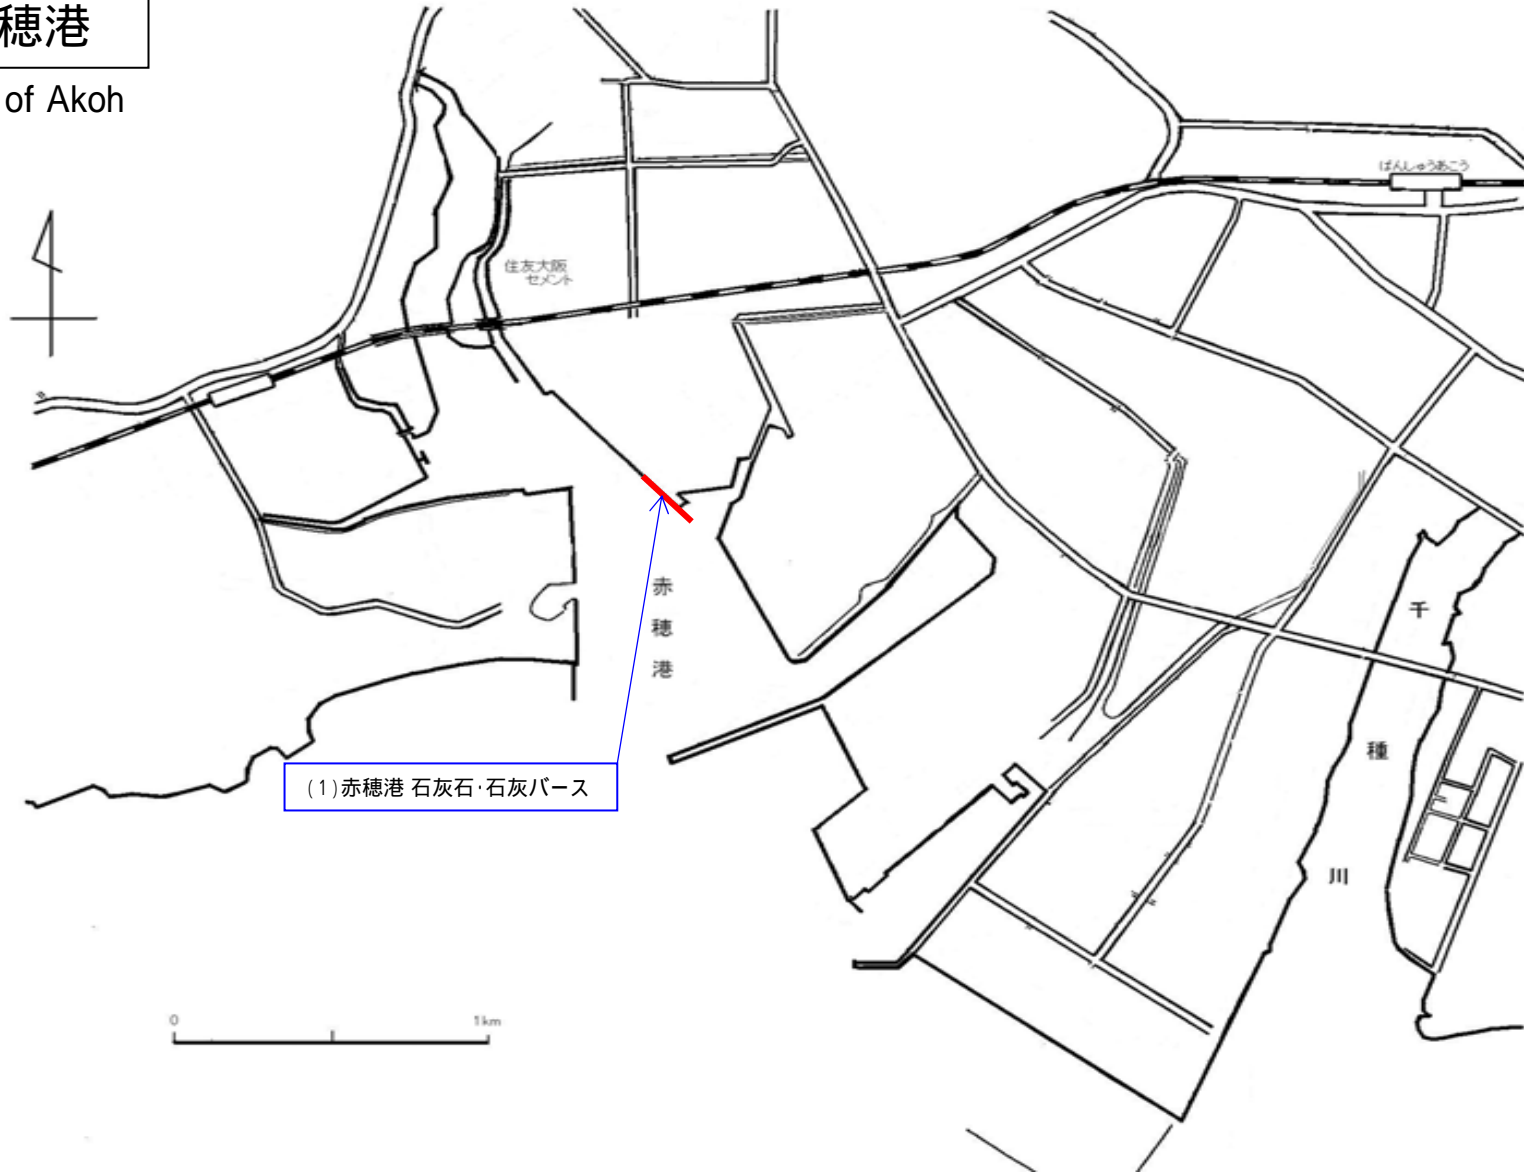 穂港
of Akoh
ばんしゅうあこう
住友大阪
セメント
赤
穂
港
千
種
川
(1)赤穂港 石灰石・石灰バース
0 1km